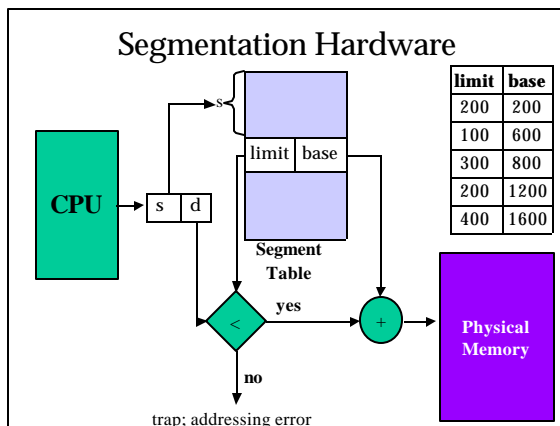 Segmentation Hardware
s
limit base
200 200
100 600
300 800
200 1200
400 1600
limit base
CPU
s d
Segment
Table
<
yes
+
Physical
Memory
no
trap; addressing error